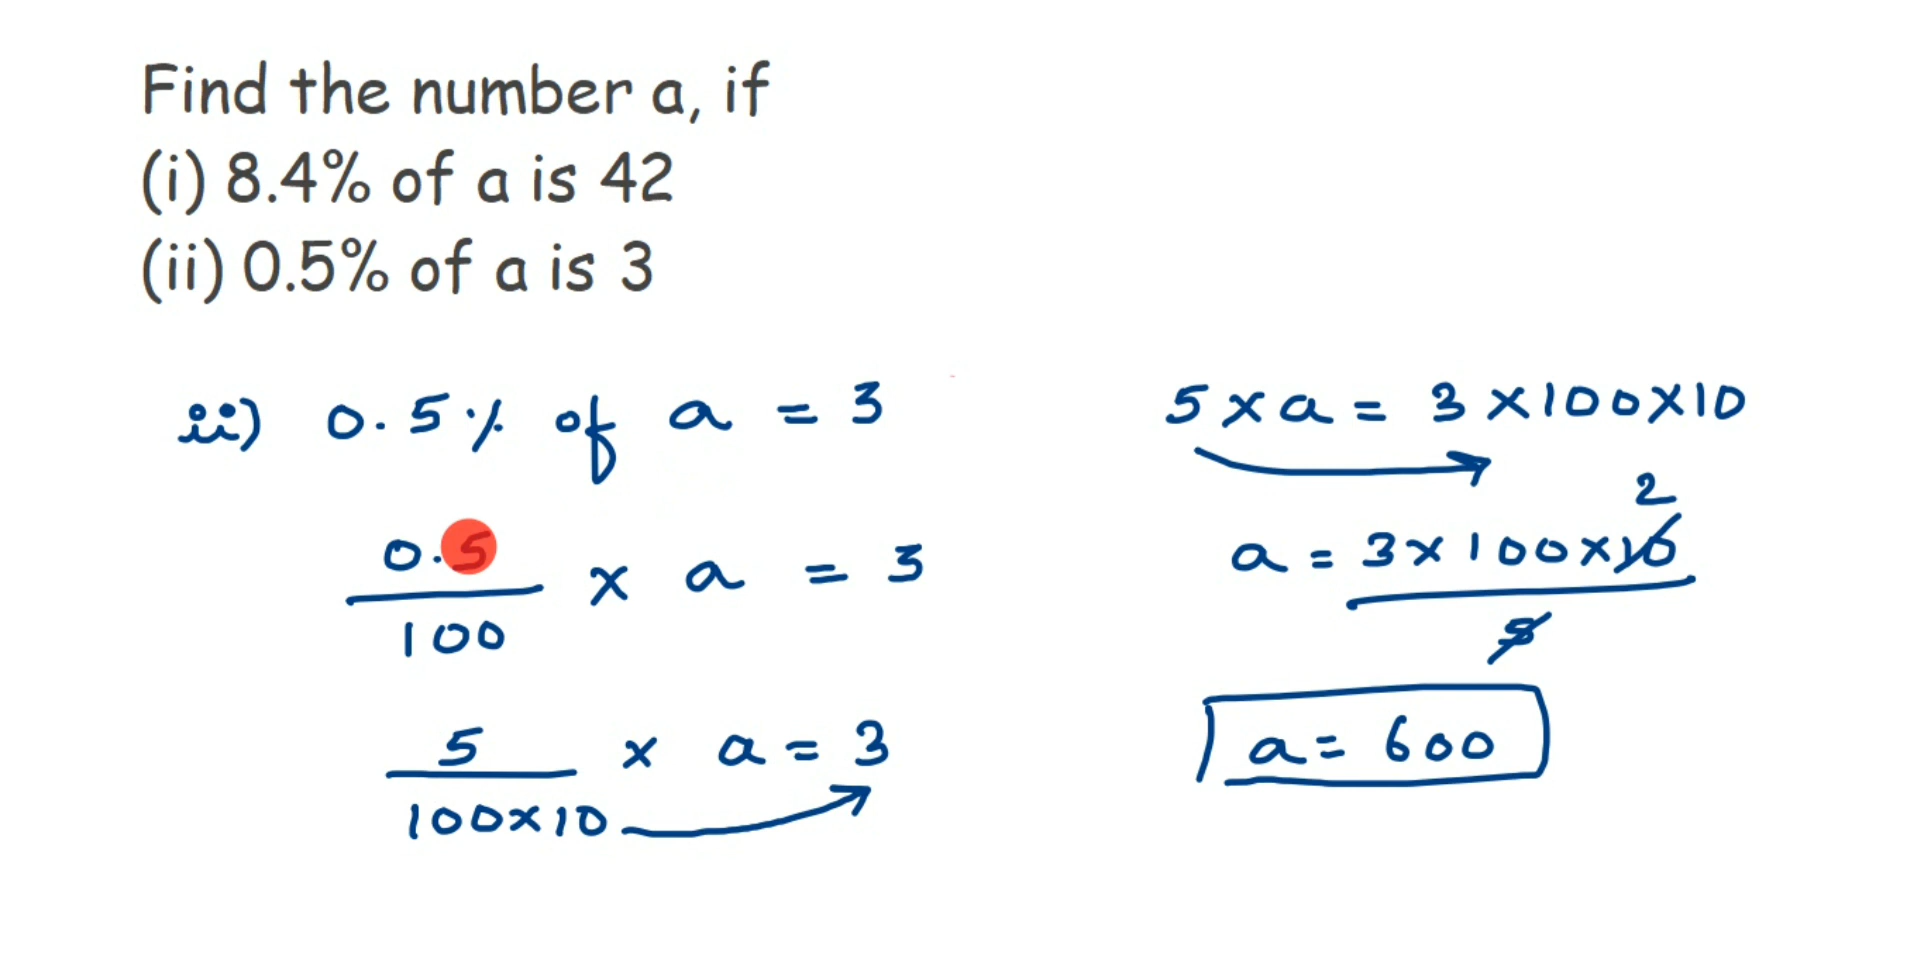 Find the number a, if
(i) 8.4% of a is 42
(ii) 0.5% of a is 3
ii) 0.5% of a = 3
0.5
100
× a = 3
5
100×10
× a = 3
5×a = 3×100×10
2
a = 3×100×10
5
a = 600